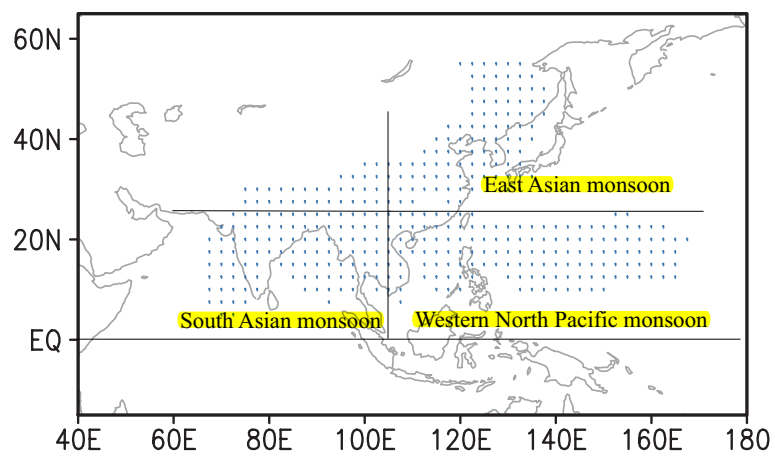 60N
40N
East Asian monsoon
20N
South Asian monsoon
Western North Pacific monsoon
EQ
40E 60E 80E 100E 120E 140E 160E 180